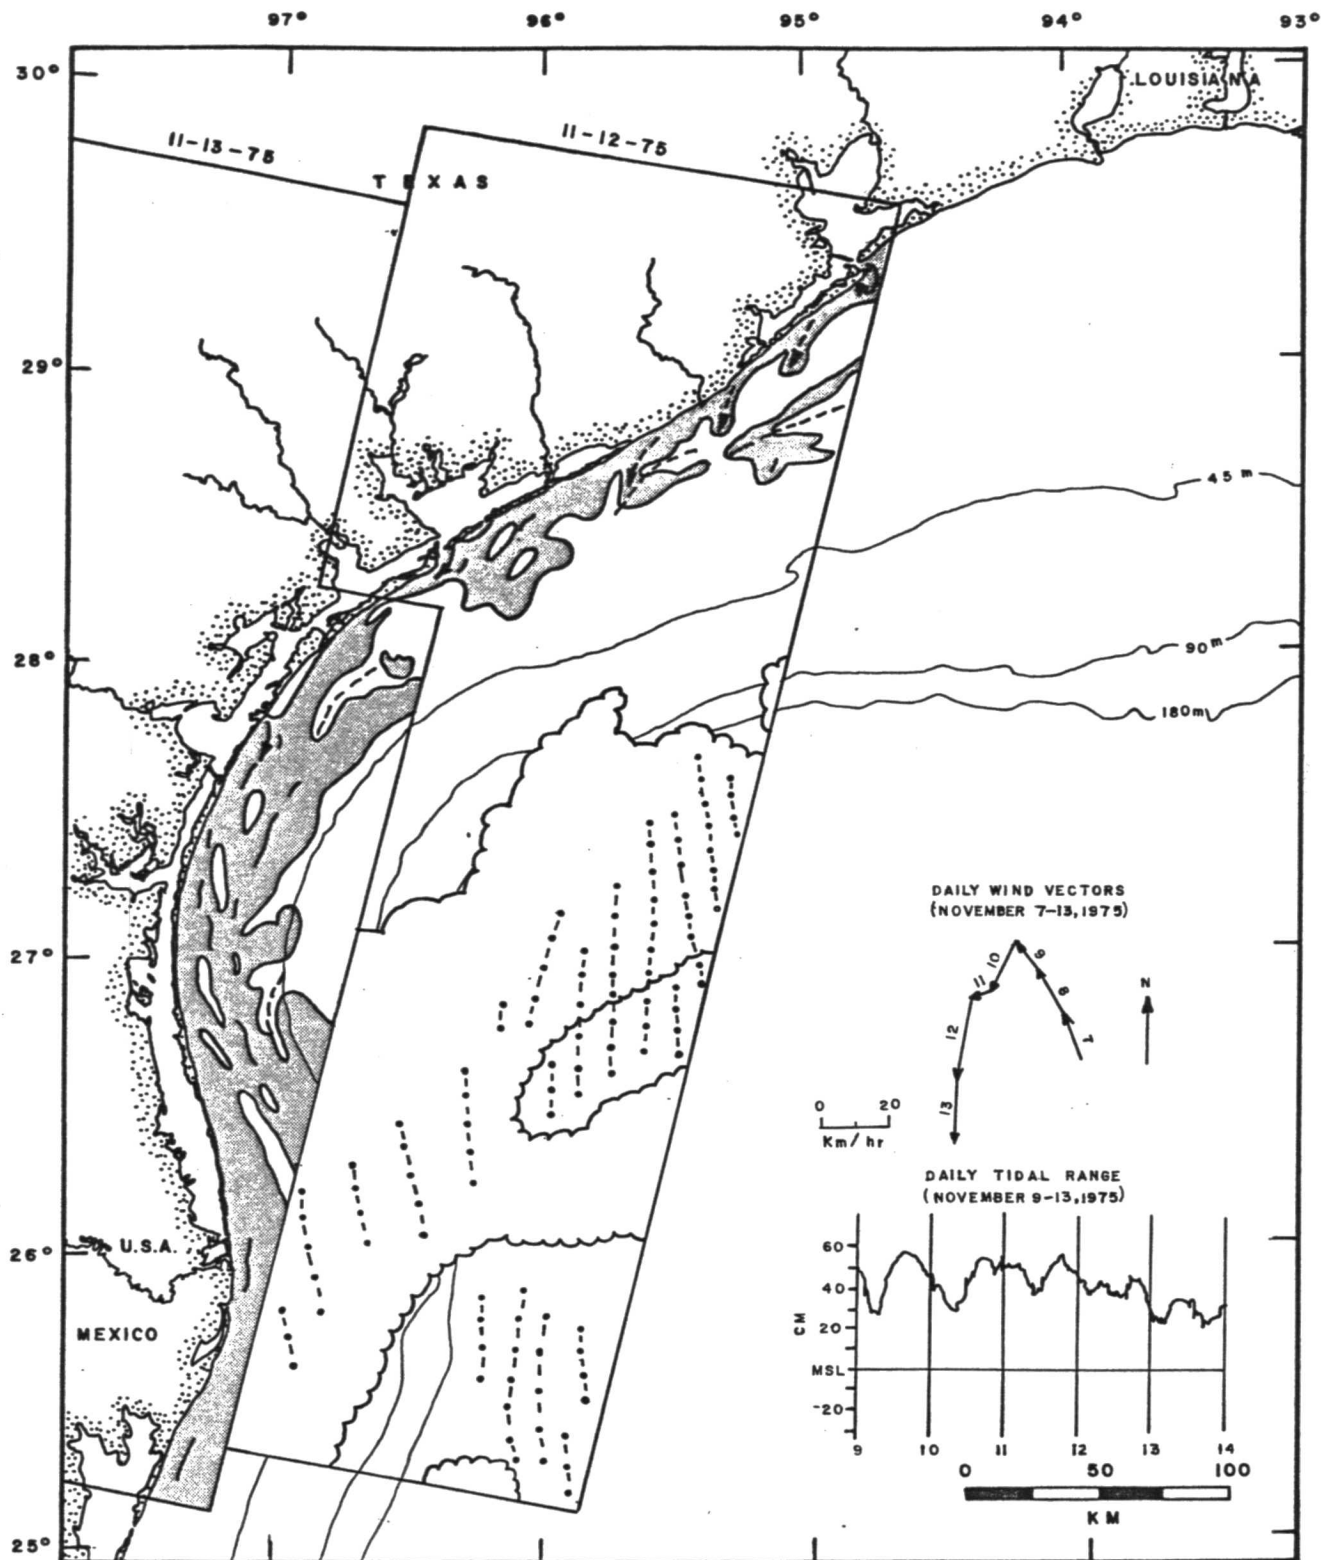 97° 96° 95° 94° 93°
30°
LOUISIANA
11-13-75
11-12-75
TEXAS
29°
45 m
28°
90 m
180 m
DAILY WIND VECTORS
(NOVEMBER 7-13, 1975)
27°
7
8
9
10
11
12
13
N
0 20
Km/hr
DAILY TIDAL RANGE
(NOVEMBER 9-13, 1975)
26°
U.S.A.
MEXICO
60
40
20
MSL
-20
CM
9 10 11 12 13 14
0 50 100
KM
25°